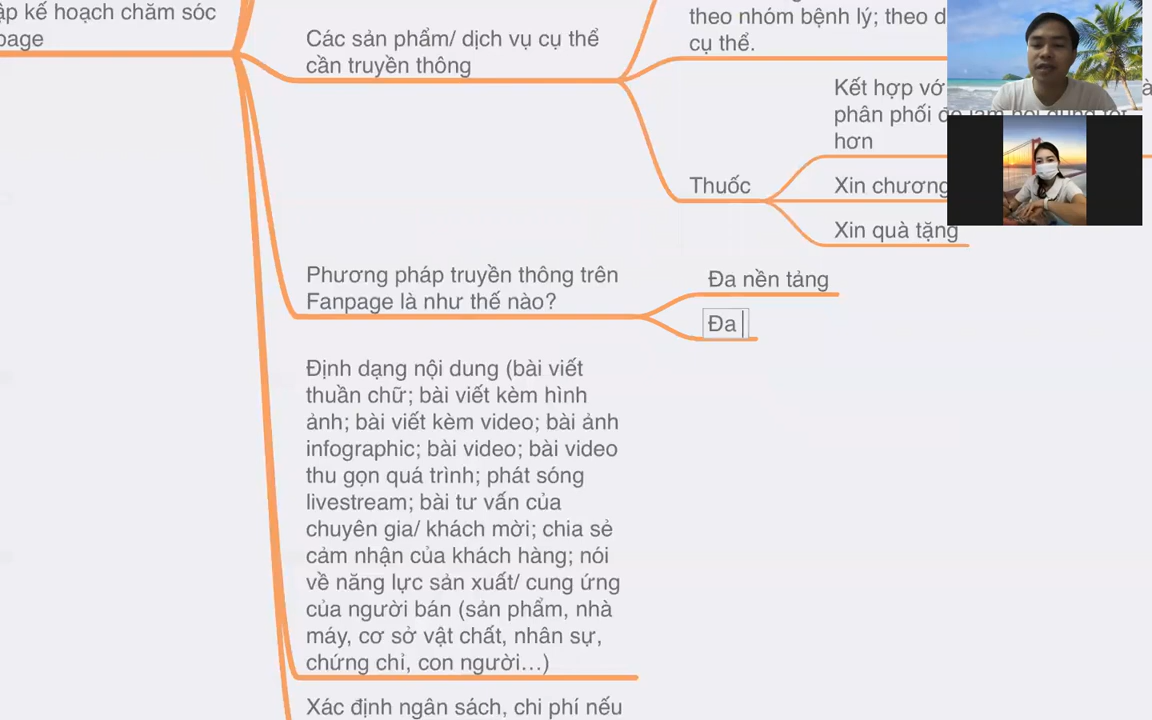 ập kế hoạch chăm sóc
page
Các sản phẩm/ dịch vụ cụ thể
cần truyền thông
theo nhóm bệnh lý; theo d
cụ thể.
Kết hợp vớ
phân phối để làm nội dung tốt
hơn
Thuốc
Xin chương
Xin quà tặng
Phương pháp truyền thông trên
Fanpage là như thế nào?
Đa nền tảng
Đa
Định dạng nội dung (bài viết
thuần chữ; bài viết kèm hình
ảnh; bài viết kèm video; bài ảnh
infographic; bài video; bài video
thu gọn quá trình; phát sóng
livestream; bài tư vấn của
chuyên gia/ khách mời; chia sẻ
cảm nhận của khách hàng; nói
về năng lực sản xuất/ cung ứng
của người bán (sản phẩm, nhà
máy, cơ sở vật chất, nhân sự,
chứng chỉ, con người…)
Xác định ngân sách, chi phí nếu